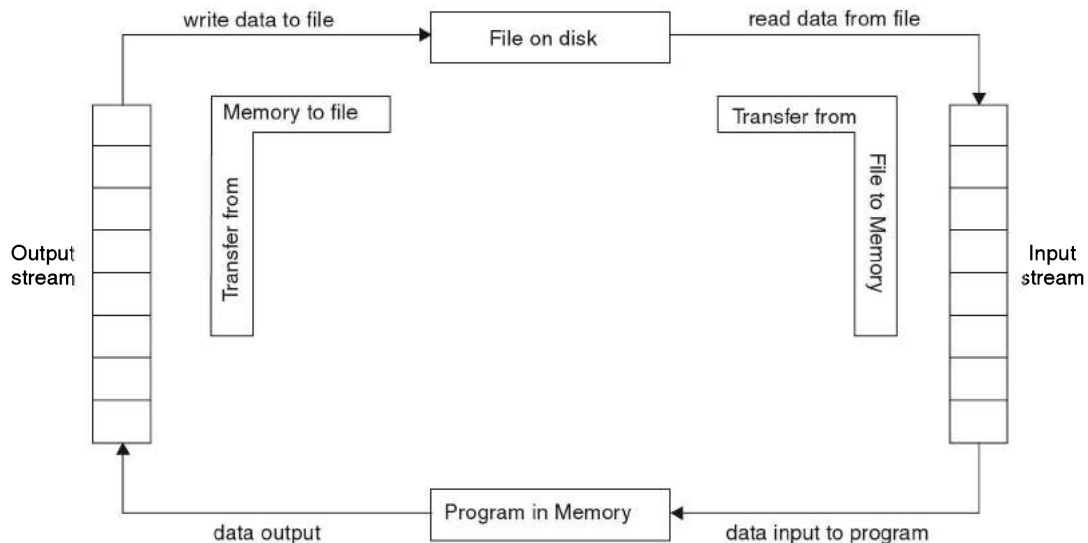 write data to file
File on disk
read data from file
Memory to file
Transfer from
Transfer from
File to Memory
Output
stream
Input
stream
Program in Memory
data output
data input to program